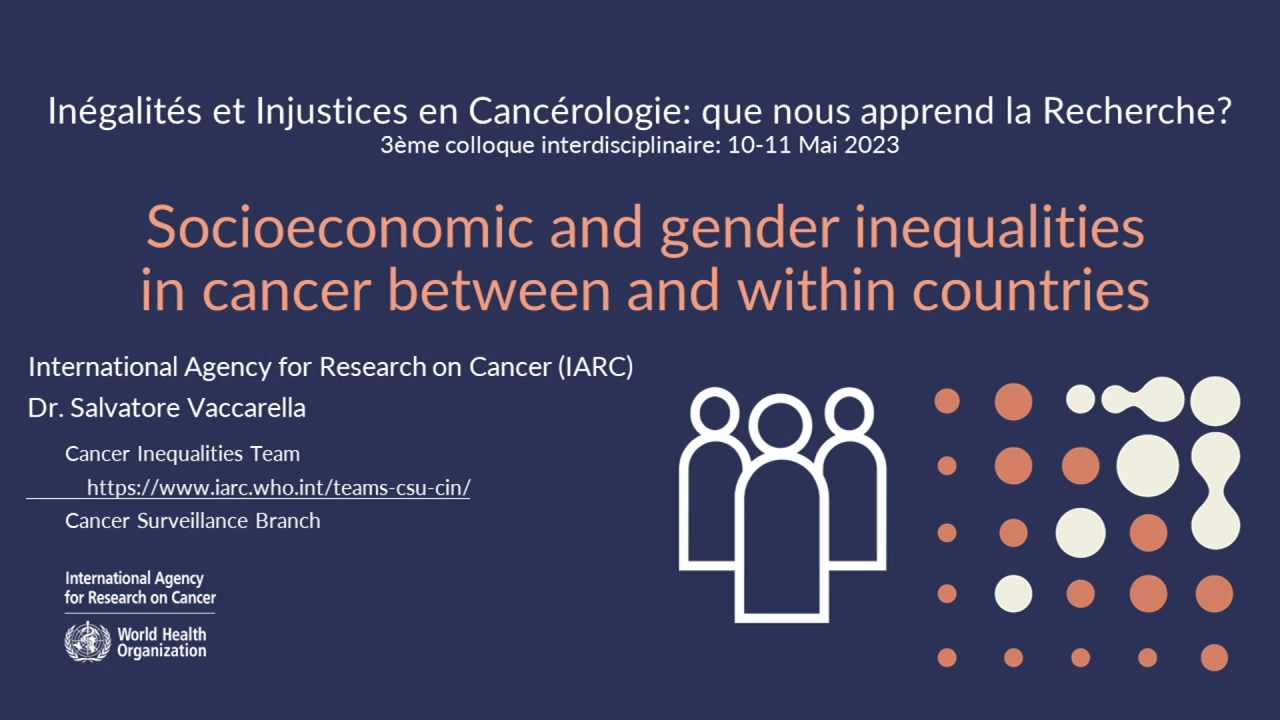 Inégalités et Injustices en Cancérologie: que nous apprend la Recherche?
3ème colloque interdisciplinaire: 10-11 Mai 2023
Socioeconomic and gender inequalities
in cancer between and within countries
International Agency for Research on Cancer (IARC)
Dr. Salvatore Vaccarella
Cancer Inequalities Team
https://www.iarc.who.int/teams-csu-cin/
Cancer Surveillance Branch
International Agency
for Research on Cancer
World Health
Organization